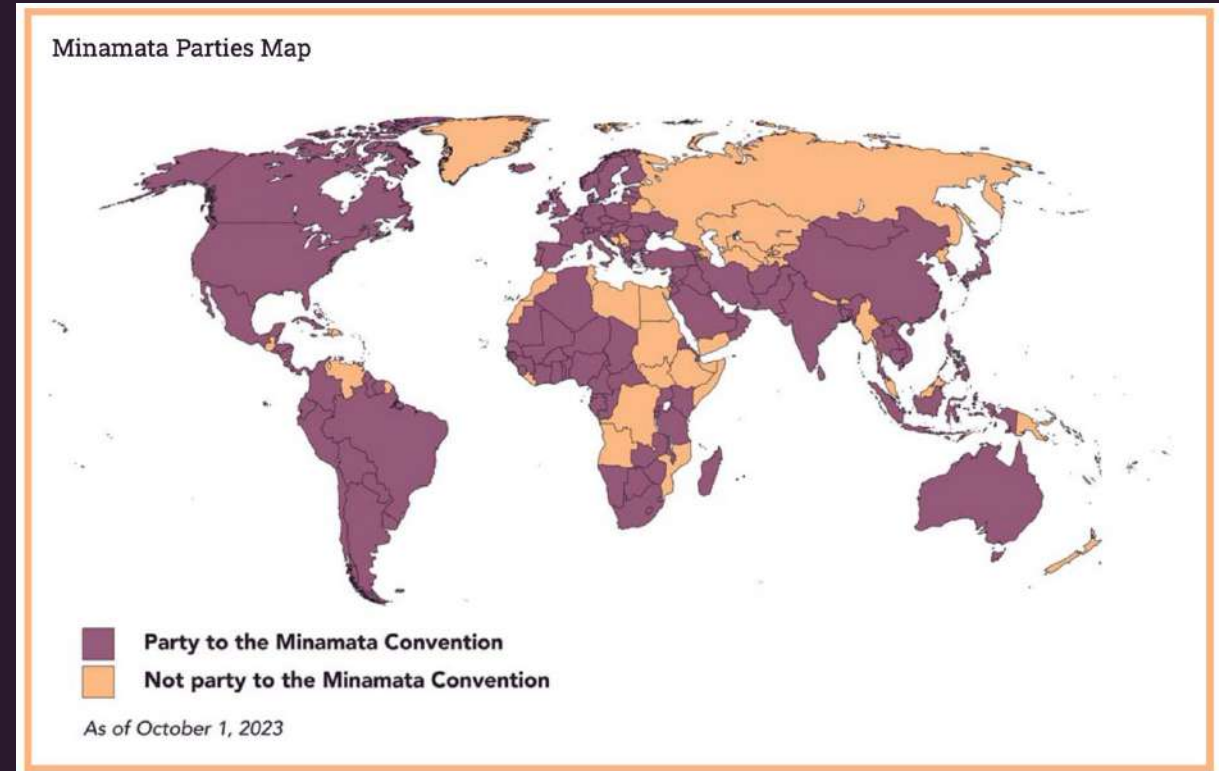 Minamata Parties Map
Party to the Minamata Convention
Not party to the Minamata Convention
As of October 1, 2023